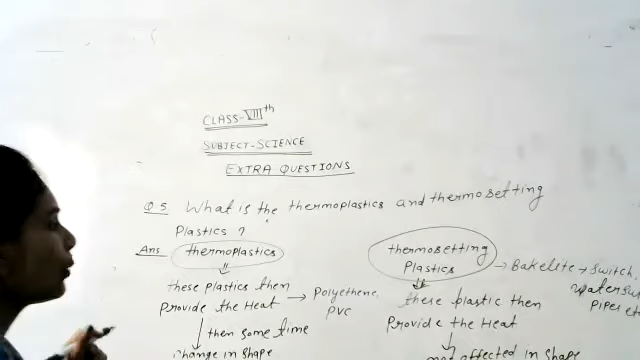 CLASS-VIIIth
SUBJECT-SCIENCE
EXTRA QUESTIONS
Q.5 What is the thermoplastics and thermosetting
Plastics ?
Ans thermoplastics
these plastics then
Provide the Heat → Polyethene,
PVC
then some time
change in shape
thermosetting
Plastics → Bakelite → Switch,
Pipes etc
these plastic then
Provide the Heat
not affected in shape